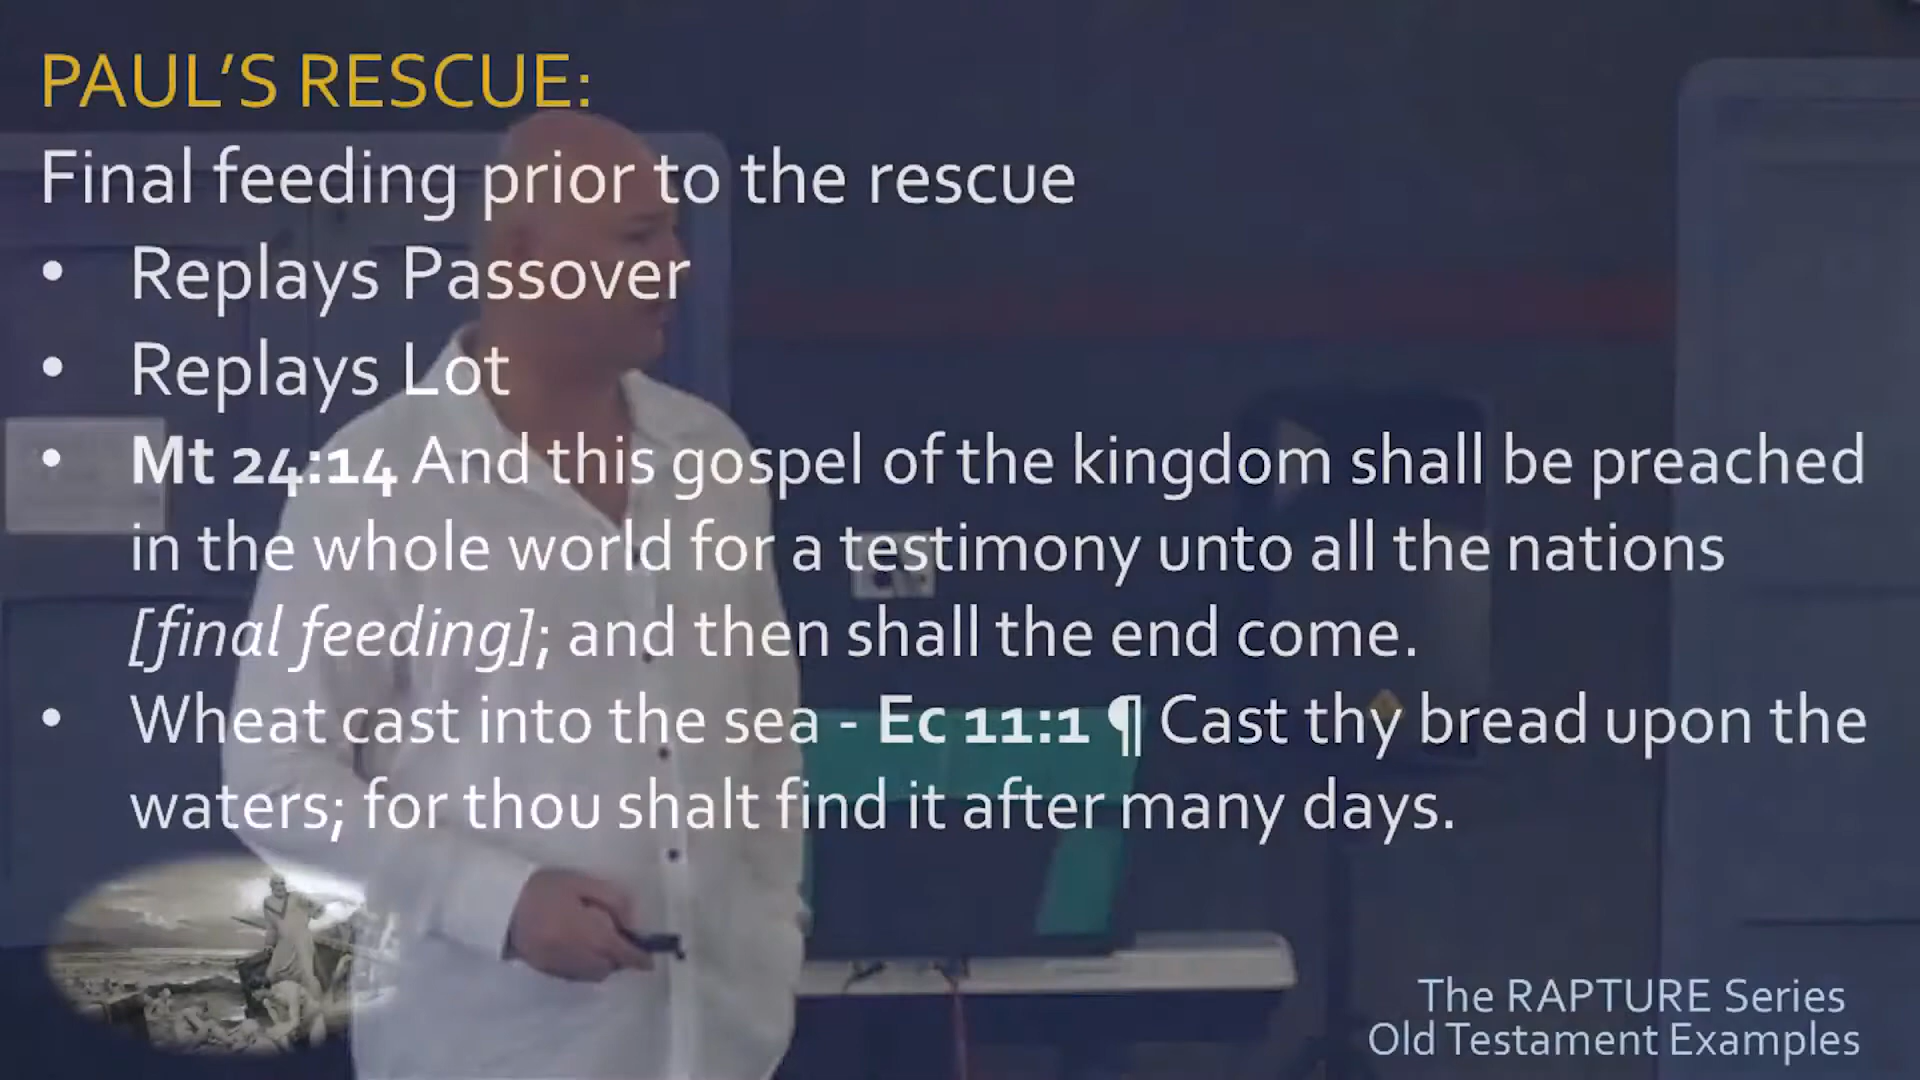 PAUL’S RESCUE:
Final feeding prior to the rescue
• Replays Passover
• Replays Lot
• Mt 24:14 And this gospel of the kingdom shall be preached
in the whole world for a testimony unto all the nations
[final feeding]; and then shall the end come.
• Wheat cast into the sea - Ec 11:1 ¶ Cast thy bread upon the
waters; for thou shalt find it after many days.
The RAPTURE Series
Old Testament Examples